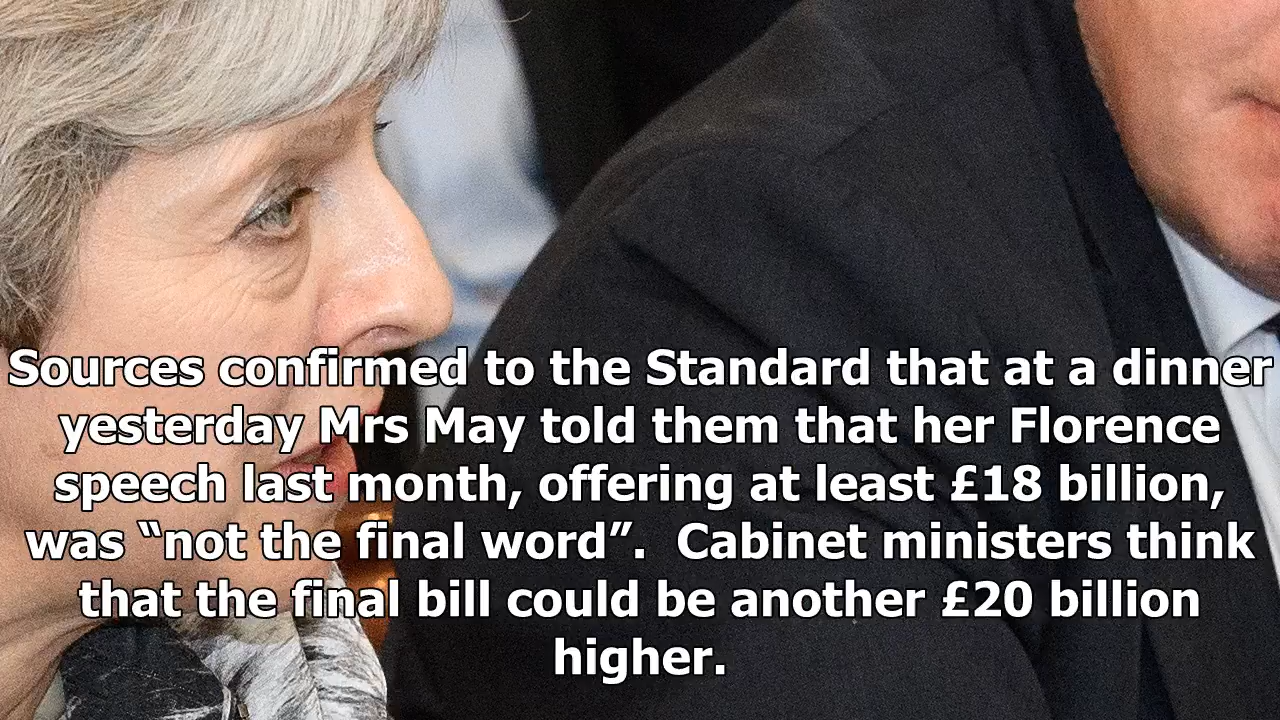 Sources confirmed to the Standard that at a dinner
yesterday Mrs May told them that her Florence
speech last month, offering at least £18 billion,
was “not the final word”.  Cabinet ministers think
that the final bill could be another £20 billion
higher.